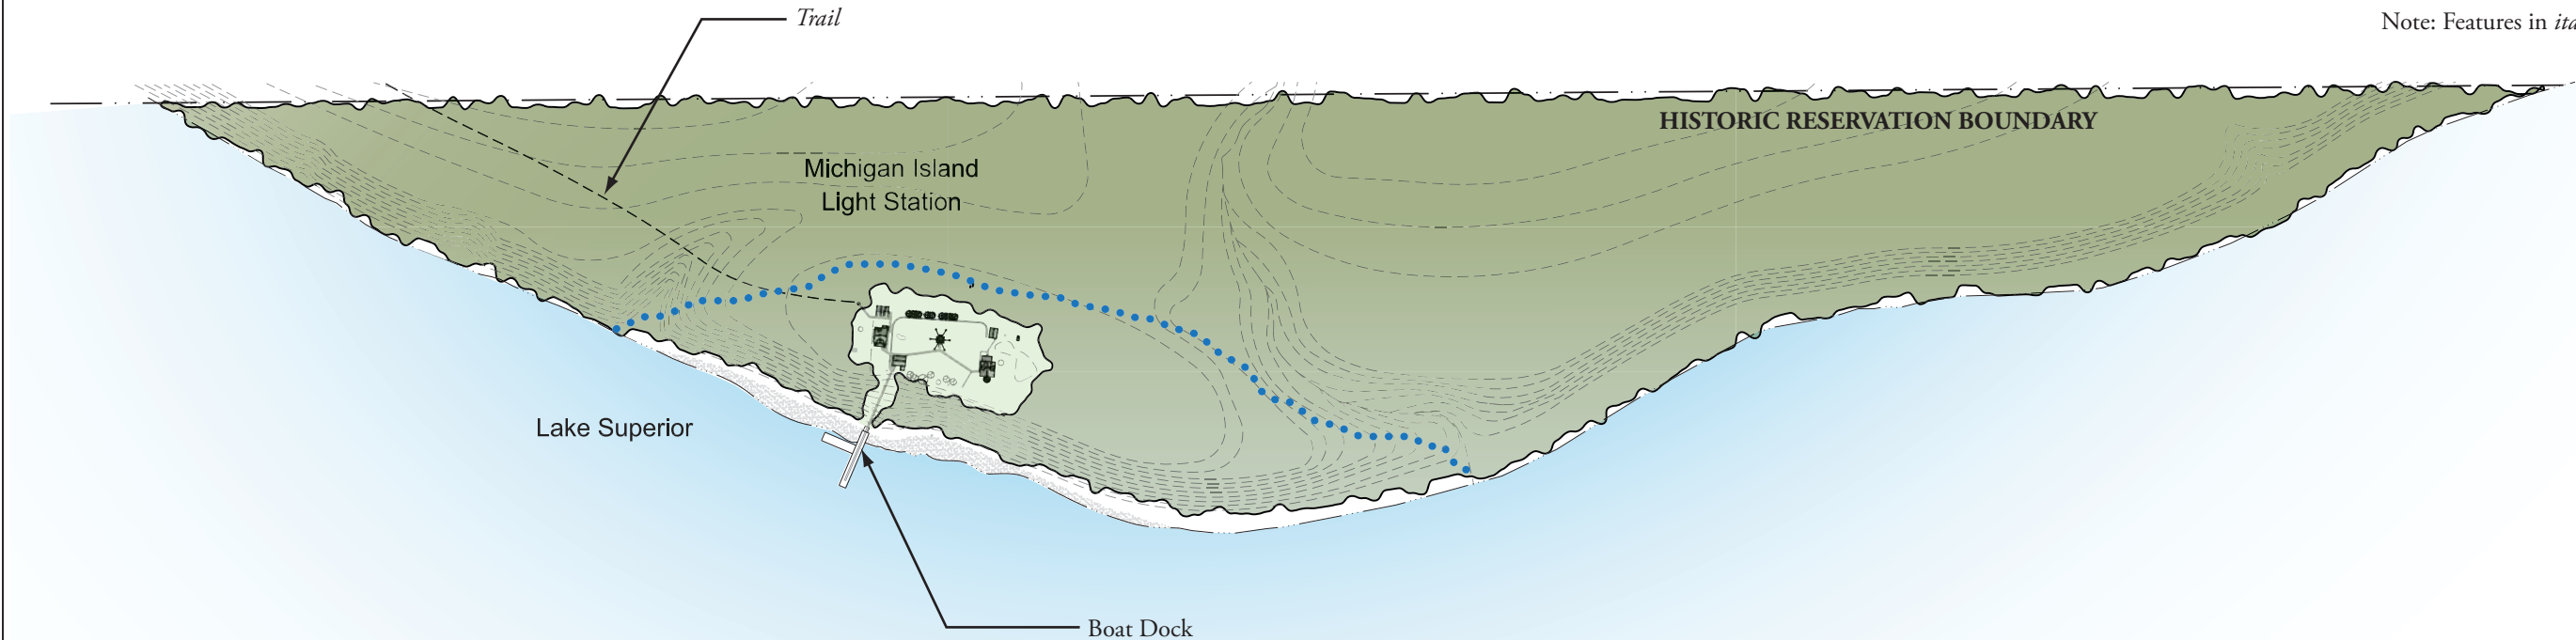 Trail
Note: Features in
HISTORIC RESERVATION BOUNDARY
Michigan Island
Light Station
Lake Superior
Boat Dock